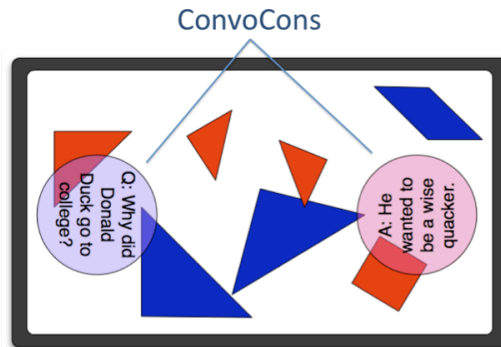 ConvoCons
Q: Why did
Donald
Duck go to
college?
A: He
wanted to
be a wise
quacker.